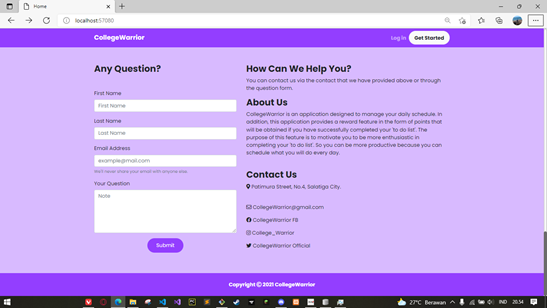 Home
localhost:57080
CollegeWarrior
Log In
Get Started
Any Question?
First Name
First Name
Last Name
Last Name
Email Address
example@mail.com
We'll never share your email with anyone else.
Your Question
Note
Submit
How Can We Help You?
You can contact us via the contact that we have provided above or through
the question form.
About Us
CollegeWarrior is an application designed to manage your daily schedule. In
addition, this application provides a reward feature in the form of points that
will be obtained if you have successfully completed your 'to do list'. The
purpose of this feature is to motivate you to be more enthusiastic in
completing your 'to do list'. So you can be more productive because you can
schedule what you will do every day.
Contact Us
Patimura Street, No.4, Salatiga City.
CollegeWarrior@gmail.com
CollegeWarrior FB
College_Warrior
CollegeWarrior Official
Copyright © 2021 CollegeWarrior
27°C Berawan
IND
20.54